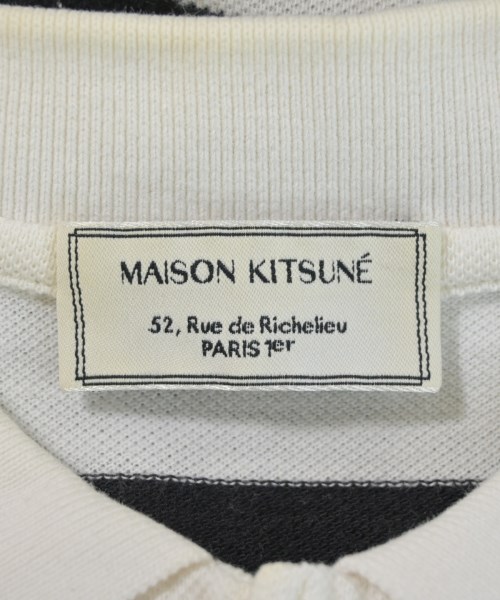 MAISON KITSUNÉ
52, Rue de Richelieu
PARIS 1er